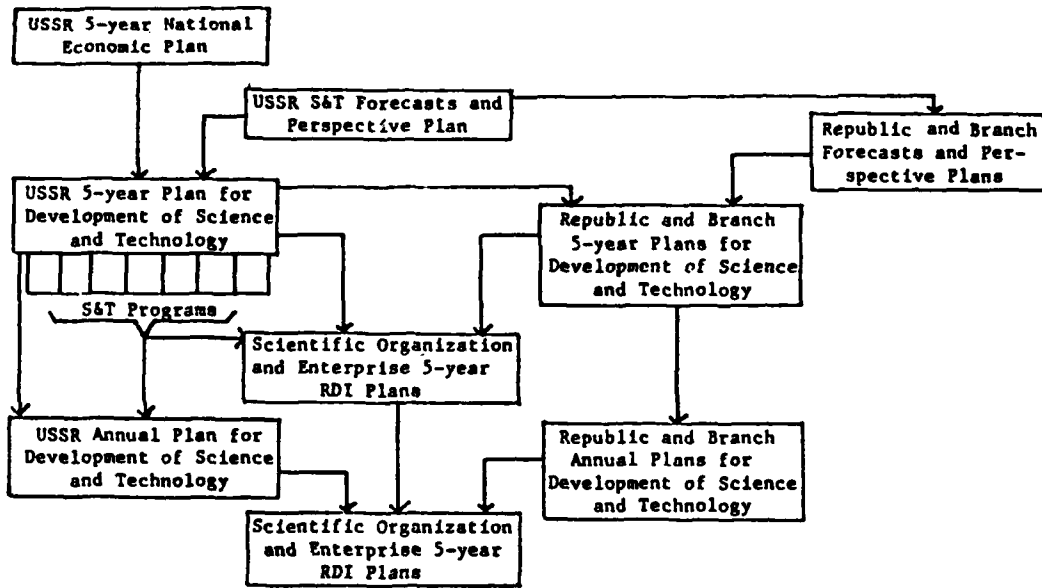 USSR 5-year National
Economic Plan
USSR S&T Forecasts and
Perspective Plan
Republic and Branch
Forecasts and Per-
spective Plans
USSR 5-year Plan for
Development of Science
and Technology
Republic and Branch
5-year Plans for
Development of Science
and Technology
S&T Programs
Scientific Organization
and Enterprise 5-year
RDI Plans
USSR Annual Plan for
Development of Science
and Technology
Republic and Branch
Annual Plans for
Development of Science
and Technology
Scientific Organization
and Enterprise 5-year
RDI Plans